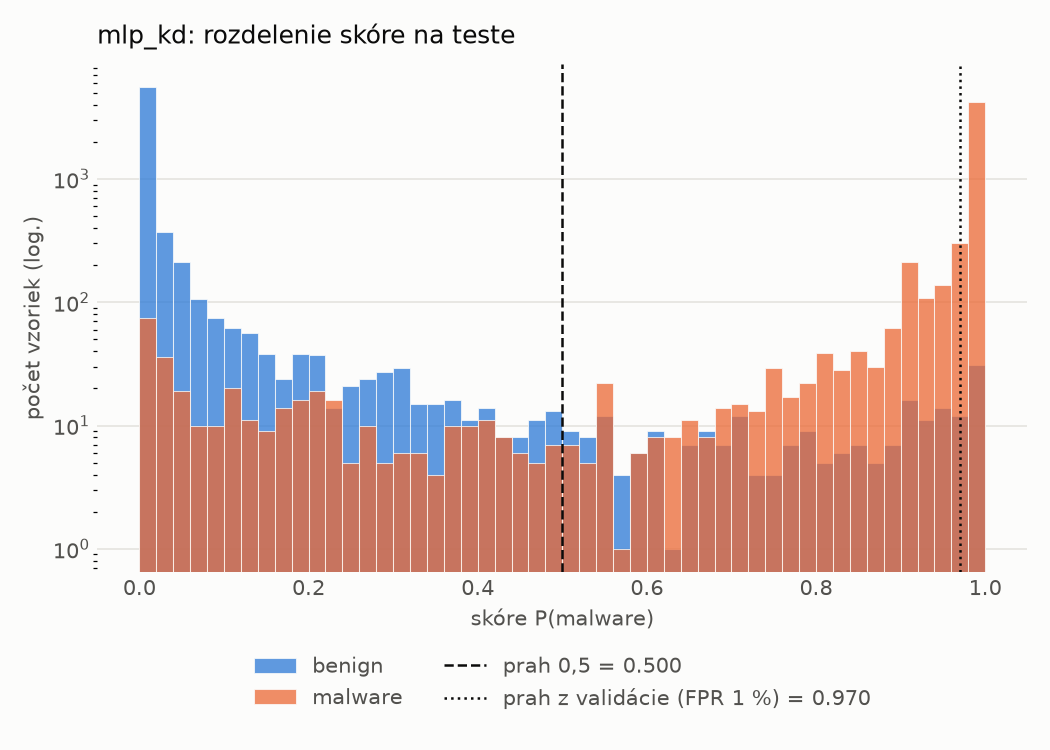 mlp_kd: rozdelenie skóre na teste
počet vzoriek (log.)
10³
10²
10¹
10⁰
0.0 0.2 0.4 0.6 0.8 1.0
skóre P(malware)
benign
malware
prah 0,5 = 0.500
prah z validácie (FPR 1 %) = 0.970